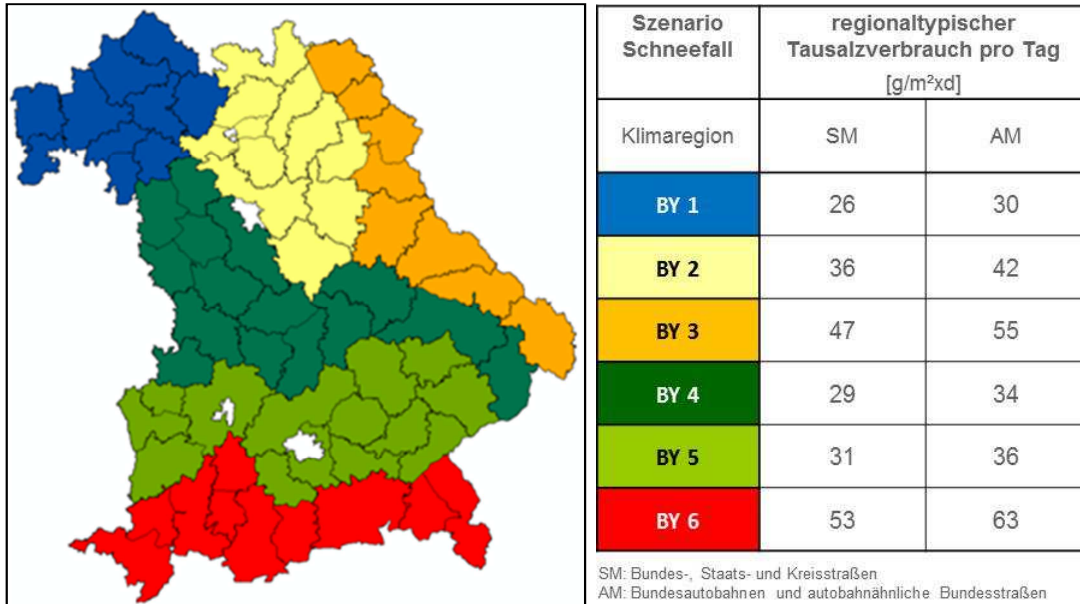 Szenario
Schneefall
regionaltypischer
Tausalzverbrauch pro Tag
[g/m²xd]
Klimaregion SM AM
BY 1 26 30
BY 2 36 42
BY 3 47 55
BY 4 29 34
BY 5 31 36
BY 6 53 63
SM: Bundes-, Staats- und Kreisstraßen
AM: Bundesautobahnen und autobahnähnliche Bundesstraßen